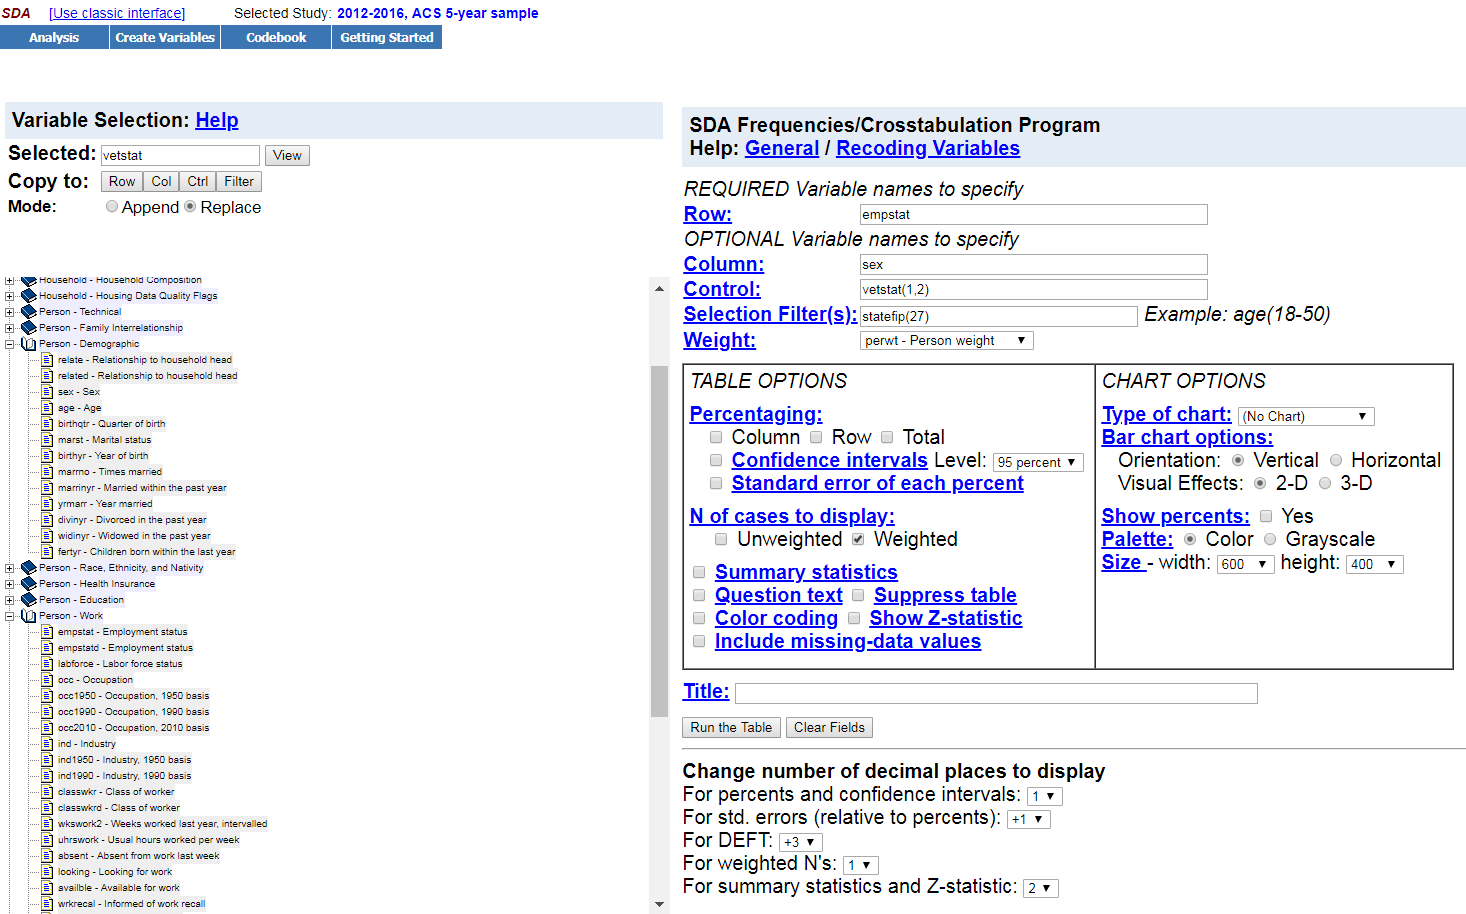 SDA [Use classic interface] Selected Study: 2012-2016, ACS 5-year sample
Analysis Create Variables Codebook Getting Started
Variable Selection: Help
Selected: vetstat View
Copy to: Row Col Ctrl Filter
Mode: Append Replace
Household - Household Composition
Household - Housing Data Quality Flags
Person - Technical
Person - Family Interrelationship
Person - Demographic
relate - Relationship to household head
related - Relationship to household head
sex - Sex
age - Age
birthqtr - Quarter of birth
marst - Marital status
birthyr - Year of birth
marrno - Times married
marrinyr - Married within the past year
yrmarr - Year married
divinyr - Divorced in the past year
widinyr - Widowed in the past year
fertyr - Children born within the last year
Person - Race, Ethnicity, and Nativity
Person - Health Insurance
Person - Education
Person - Work
empstat - Employment status
empstatd - Employment status
labforce - Labor force status
occ - Occupation
occ1950 - Occupation, 1950 basis
occ1990 - Occupation, 1990 basis
occ2010 - Occupation, 2010 basis
ind - Industry
ind1950 - Industry, 1950 basis
ind1990 - Industry, 1990 basis
classwkr - Class of worker
classwkrd - Class of worker
wkswork2 - Weeks worked last year, intervalled
uhrswork - Usual hours worked per week
absent - Absent from work last week
looking - Looking for work
availble - Available for work
wrkrecal - Informed of work recall
SDA Frequencies/Crosstabulation Program
Help: General / Recoding Variables
REQUIRED Variable names to specify
Row: empstat
OPTIONAL Variable names to specify
Column: sex
Control: vetstat(1,2)
Selection Filter(s): statefip(27) Example: age(18-50)
Weight: perwt - Person weight
TABLE OPTIONS
Percentaging:
Column Row Total
Confidence intervals Level: 95 percent
Standard error of each percent
N of cases to display:
Unweighted Weighted
Summary statistics
Question text Suppress table
Color coding Show Z-statistic
Include missing-data values
CHART OPTIONS
Type of chart: (No Chart)
Bar chart options:
Orientation: Vertical Horizontal
Visual Effects: 2-D 3-D
Show percents: Yes
Palette: Color Grayscale
Size - width: 600 height: 400
Title:
Run the Table Clear Fields
Change number of decimal places to display
For percents and confidence intervals: 1
For std. errors (relative to percents): +1
For DEFT: +3
For weighted N's: 1
For summary statistics and Z-statistic: 2